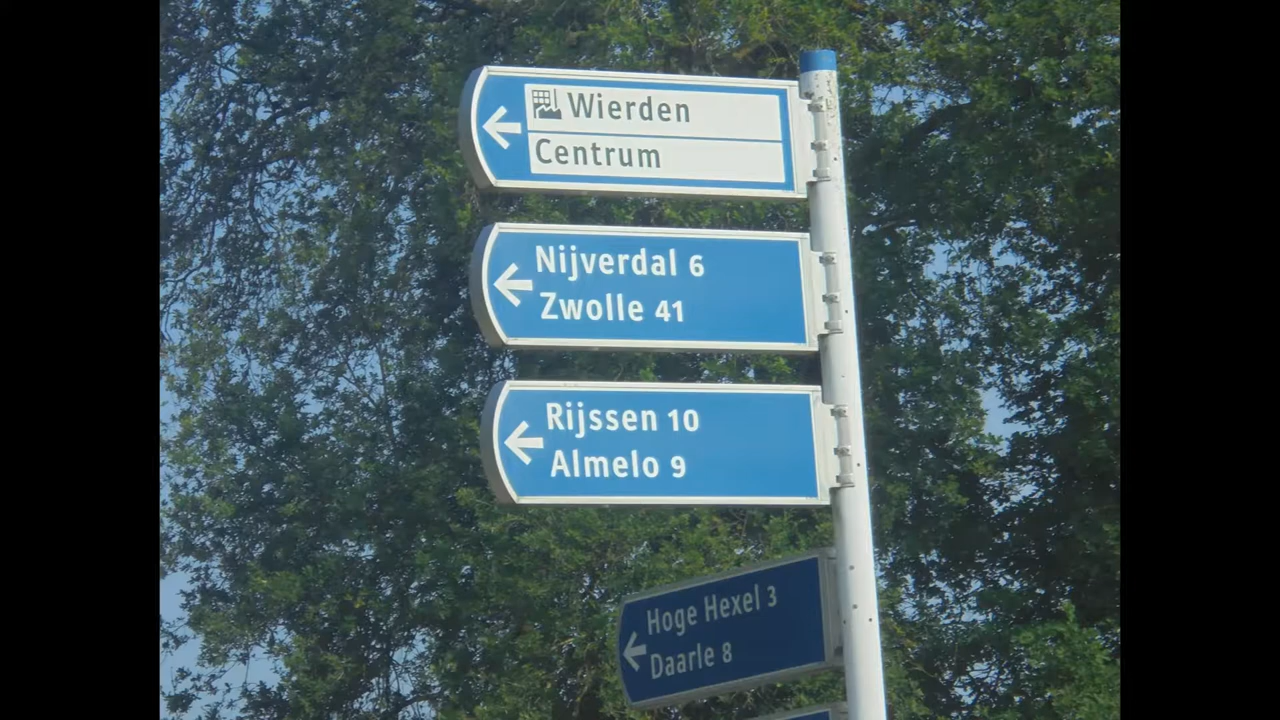 Wierden
Centrum
Nijverdal 6
Zwolle 41
Rijssen 10
Almelo 9
Hoge Hexel 3
Daarle 8